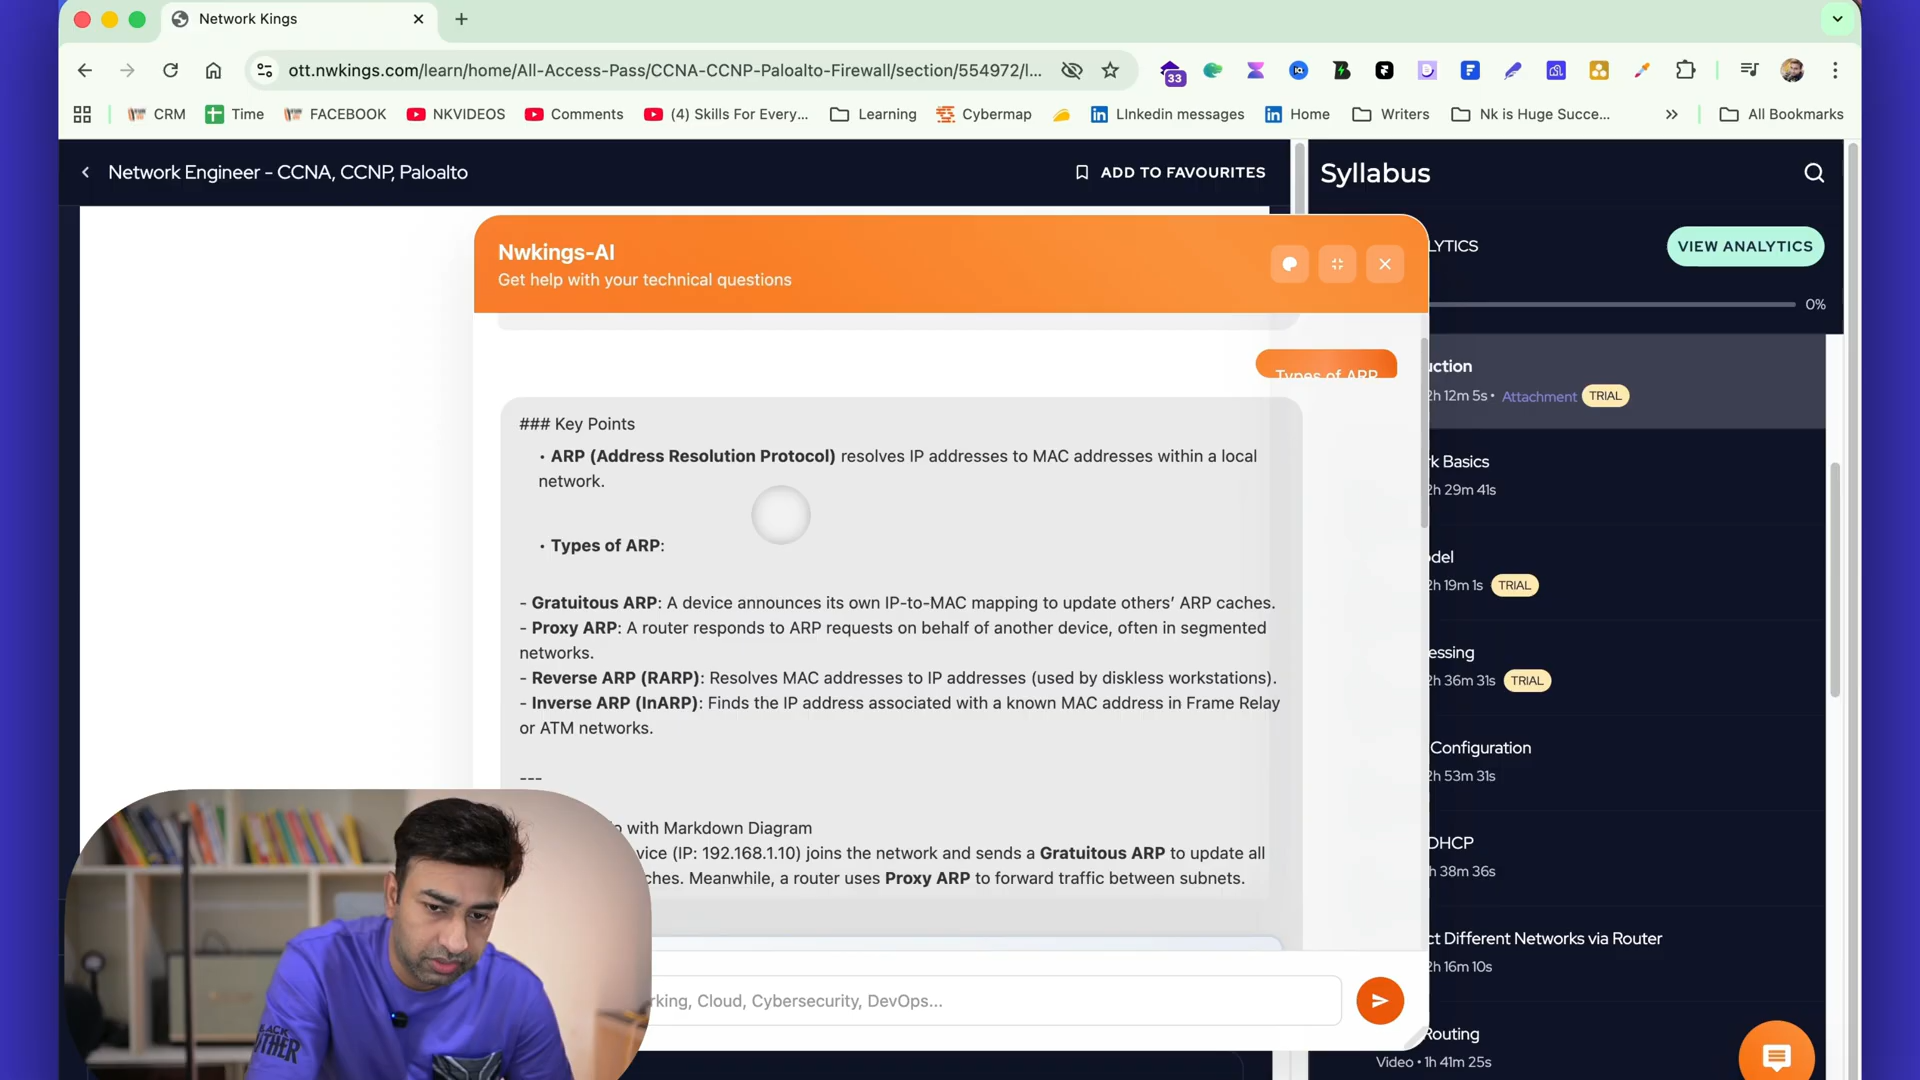 Network Kings
ott.nwkings.com/learn/home/All-Access-Pass/CCNA-CCNP-Paloalto-Firewall/section/554972/l...
33
CRM
Time
FACEBOOK
NKVIDEOS
Comments
(4) Skills For Every...
Learning
Cybermap
LInkedin messages
Home
Writers
Nk is Huge Succe...
All Bookmarks
Network Engineer - CCNA, CCNP, Paloalto
ADD TO FAVOURITES
Syllabus
Nwkings-AI
Get help with your technical questions
LYTICS
VIEW ANALYTICS
0%
Types of ARP
### Key Points
• ARP (Address Resolution Protocol) resolves IP addresses to MAC addresses within a local
network.
• Types of ARP:
- Gratuitous ARP: A device announces its own IP-to-MAC mapping to update others’ ARP caches.
- Proxy ARP: A router responds to ARP requests on behalf of another device, often in segmented
networks.
- Reverse ARP (RARP): Resolves MAC addresses to IP addresses (used by diskless workstations).
- Inverse ARP (InARP): Finds the IP address associated with a known MAC address in Frame Relay
or ATM networks.
---
o with Markdown Diagram
vice (IP: 192.168.1.10) joins the network and sends a Gratuitous ARP to update all
ches. Meanwhile, a router uses Proxy ARP to forward traffic between subnets.
rking, Cloud, Cybersecurity, DevOps...
uction
2h 12m 5s • Attachment TRIAL
rk Basics
2h 29m 41s
odel
2h 19m 1s TRIAL
essing
2h 36m 31s TRIAL
Configuration
2h 53m 31s
DHCP
h 38m 36s
ct Different Networks via Router
2h 16m 10s
Routing
Video • 1h 41m 25s